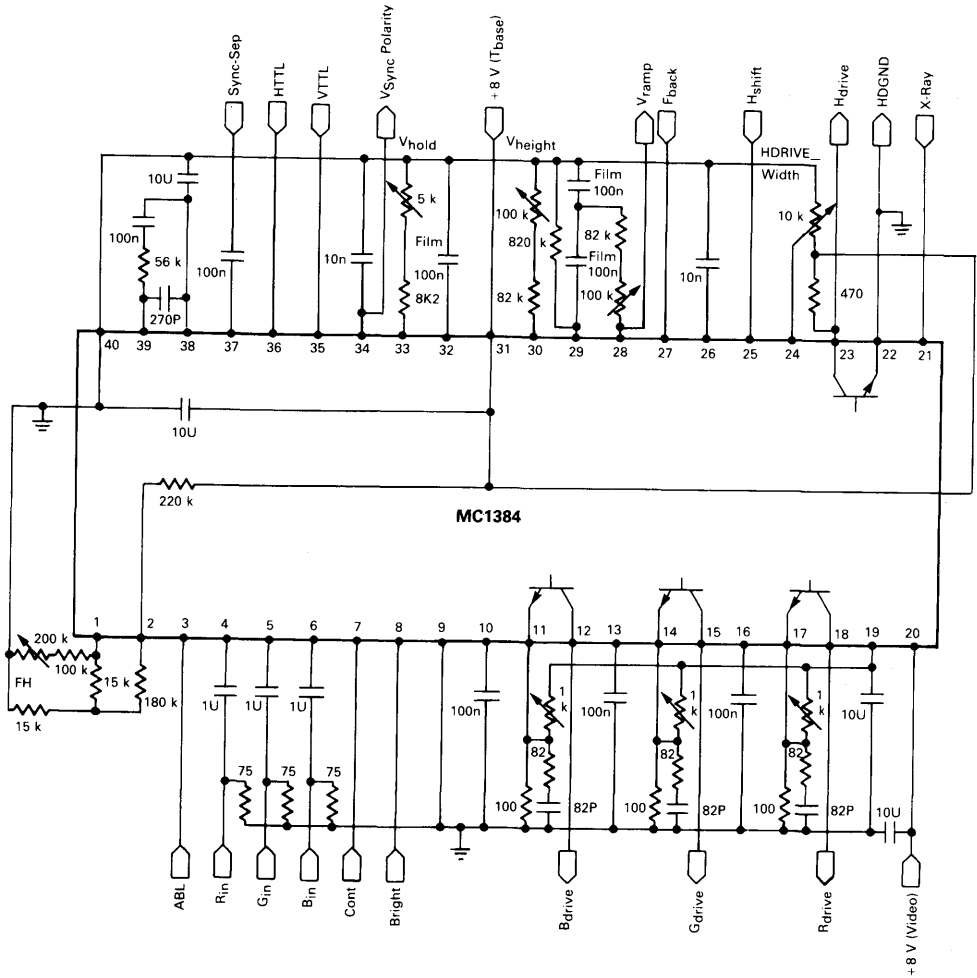 Sync-Sep
HTTL
VTTL
VSync Polarity
+8 V (Tbase)
Vramp
Fback
Hshift
Hdrive
HDGND
X-Ray
Vhold
Vheight
HDRIVE_
Width
10U
5 k
Film
100n
100n
56 k
270P
100n
10n
Film
100n
8K2
100 k
820 k
82 k
82 k
Film
100n
100 k
10n
10 k
470
40 39 38 37 36 35 34 33 32 31 30 29 28 27 26 25 24 23 22 21
10U
220 k
MC1384
1 2 3 4 5 6 7 8 9 10 11 12 13 14 15 16 17 18 19 20
200 k
100 k
FH
15 k
15 k
180 k
1U
1U
1U
75
75
75
100n
1 k
82
100
82P
100n
1 k
82
100
82P
100n
1 k
82
100
82P
10U
10U
ABL
Rin
Gin
Bin
Cont
Bright
Bdrive
Gdrive
Rdrive
+8 V (Video)